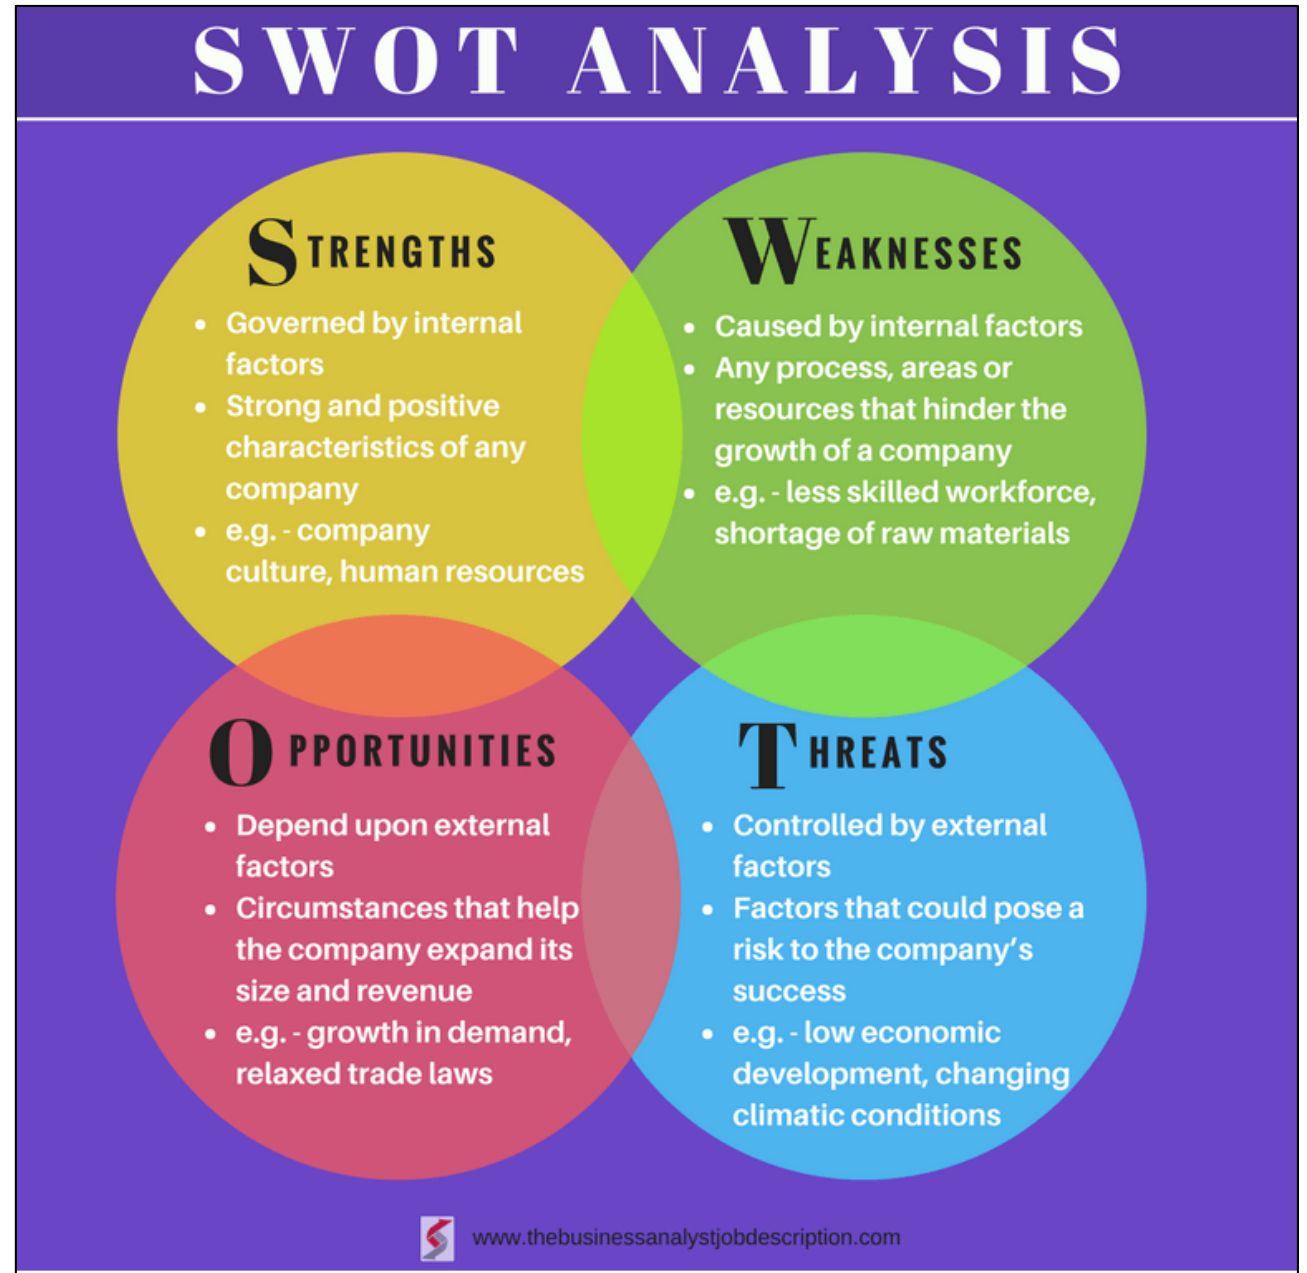 SWOT ANALYSIS
STRENGTHS
• Governed by internal
factors
• Strong and positive
characteristics of any
company
• e.g. - company
culture, human resources
WEAKNESSES
• Caused by internal factors
• Any process, areas or
resources that hinder the
growth of a company
• e.g. - less skilled workforce,
shortage of raw materials
OPPORTUNITIES
• Depend upon external
factors
• Circumstances that help
the company expand its
size and revenue
• e.g. - growth in demand,
relaxed trade laws
THREATS
• Controlled by external
factors
• Factors that could pose a
risk to the company’s
success
• e.g. - low economic
development, changing
climatic conditions
www.thebusinessanalystjobdescription.com